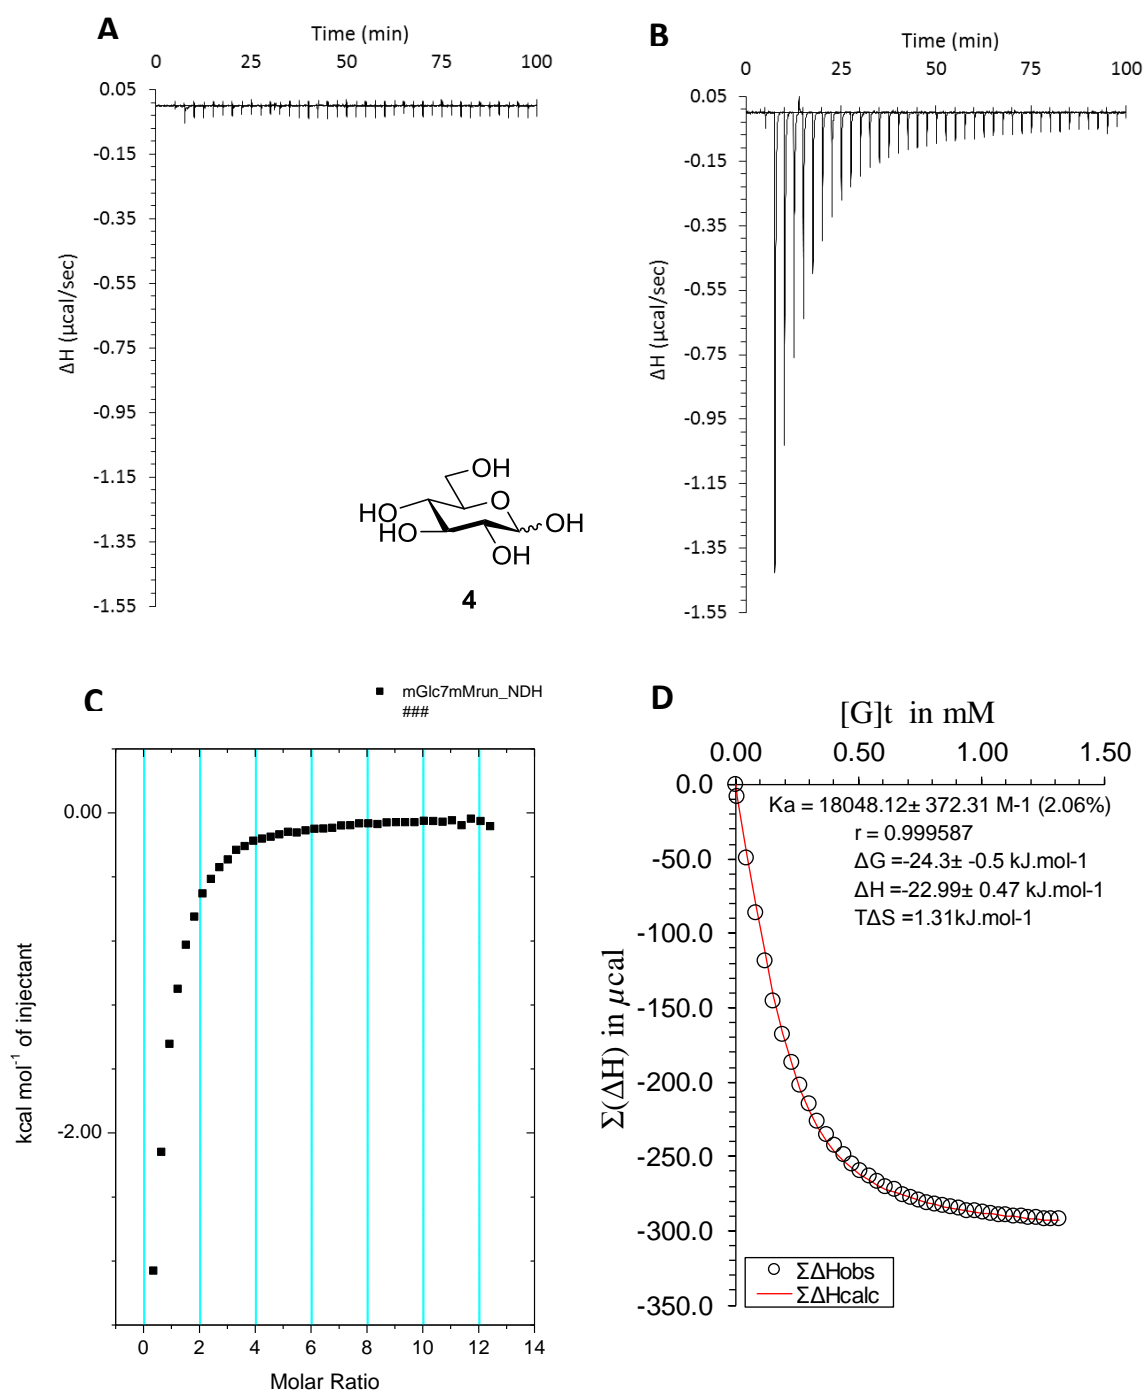 A
Time (min)
0 25 50 75 100
0.05
-0.15
-0.35
-0.55
-0.75
-0.95
-1.15
-1.35
-1.55
ΔH (µcal/sec)
OH
O
HO
HO
OH
OH
4
B
Time (min)
0 25 50 75 100
0.05
-0.15
-0.35
-0.55
-0.75
-0.95
-1.15
-1.35
-1.55
ΔH (µcal/sec)
C
mGlc7mMrun_NDH
###
0.00
-2.00
kcal mol⁻¹ of injectant
0 2 4 6 8 10 12 14
Molar Ratio
D
[G]t in mM
0.00 0.50 1.00 1.50
0.0
-50.0
-100.0
-150.0
-200.0
-250.0
-300.0
-350.0
Σ(ΔH) in µcal
Ka = 18048.12± 372.31 M-1 (2.06%)
r = 0.999587
ΔG =-24.3± -0.5 kJ.mol-1
ΔH =-22.99± 0.47 kJ.mol-1
TΔS =1.31kJ.mol-1
ΣΔHobs
ΣΔHcalc